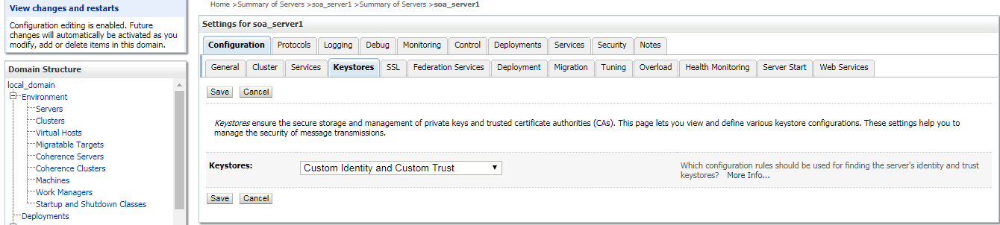 Home >Summary of Servers >soa_server1 >Summary of Servers >soa_server1
View changes and restarts
Configuration editing is enabled. Future
changes will automatically be activated as you
modify, add or delete items in this domain.
Domain Structure
local_domain
Environment
Servers
Clusters
Virtual Hosts
Migratable Targets
Coherence Servers
Coherence Clusters
Machines
Work Managers
Startup and Shutdown Classes
Deployments
Settings for soa_server1
Configuration Protocols Logging Debug Monitoring Control Deployments Services Security Notes
General Cluster Services Keystores SSL Federation Services Deployment Migration Tuning Overload Health Monitoring Server Start Web Services
Save Cancel
Keystores ensure the secure storage and management of private keys and trusted certificate authorities (CAs). This page lets you view and define various keystore configurations. These settings help you to
manage the security of message transmissions.
Keystores: Custom Identity and Custom Trust
Which configuration rules should be used for finding the server's identity and trust
keystores? More Info...
Save Cancel